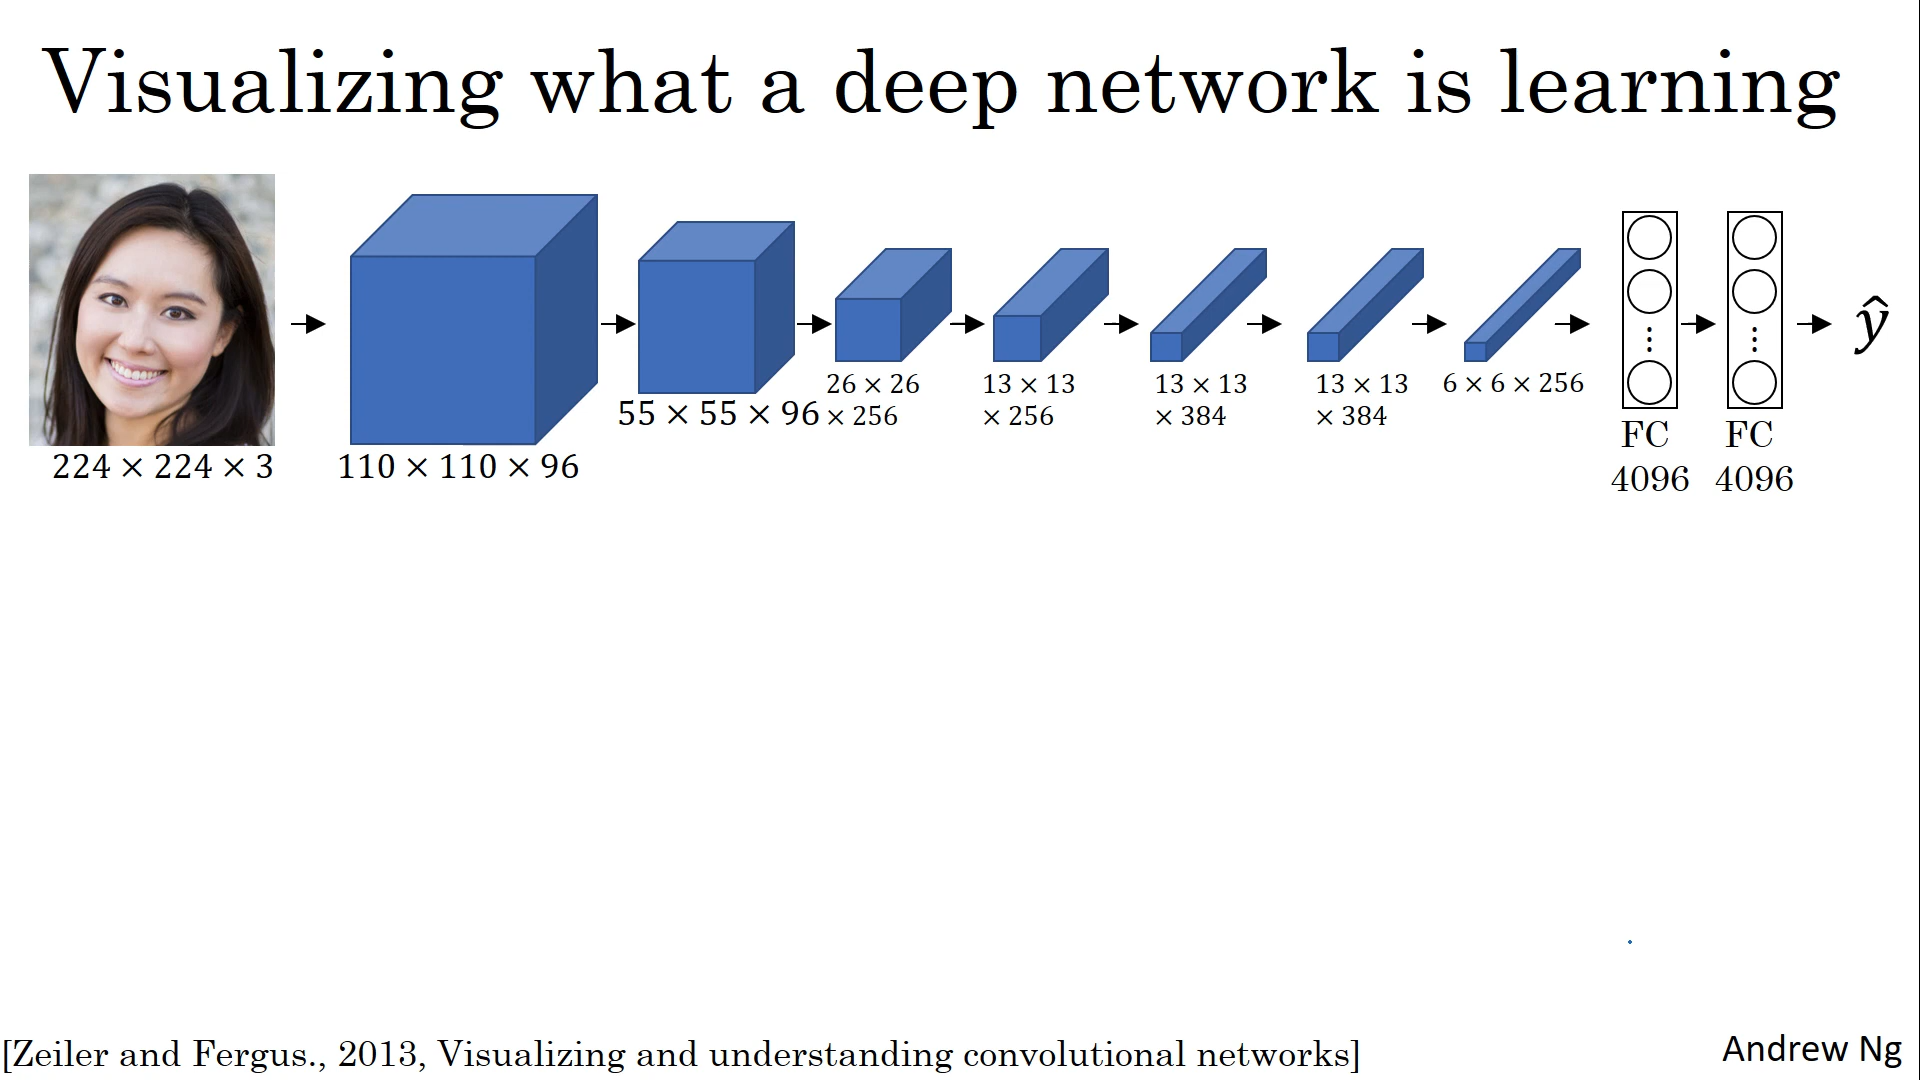 Visualizing what a deep network is learning
224 × 224 × 3
110 × 110 × 96
55 × 55 × 96
26 × 26
× 256
13 × 13
× 256
13 × 13
× 384
13 × 13
× 384
6 × 6 × 256
FC
4096
FC
4096
ŷ
[Zeiler and Fergus., 2013, Visualizing and understanding convolutional networks]
Andrew Ng